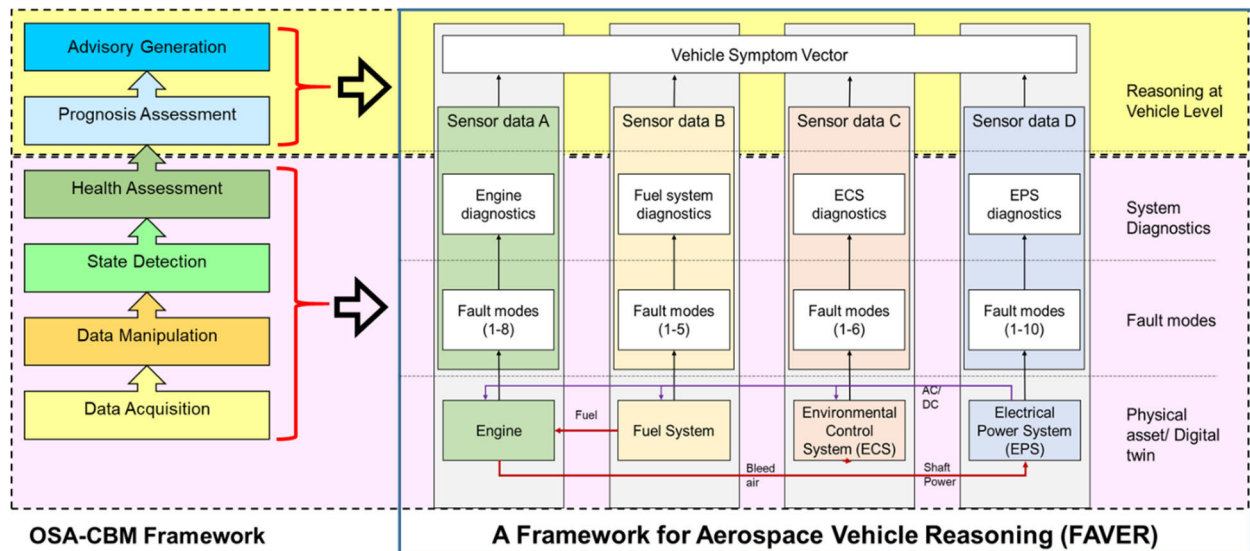 Advisory Generation
Prognosis Assessment
Health Assessment
State Detection
Data Manipulation
Data Acquisition
OSA-CBM Framework
Vehicle Symptom Vector
Reasoning at
Vehicle Level
Sensor data A
Sensor data B
Sensor data C
Sensor data D
Engine
diagnostics
Fuel system
diagnostics
ECS
diagnostics
EPS
diagnostics
System
Diagnostics
Fault modes
(1-8)
Fault modes
(1-5)
Fault modes
(1-6)
Fault modes
(1-10)
Fault modes
AC/
DC
Engine
Fuel
Fuel System
Environmental
Control
System (ECS)
Electrical
Power System
(EPS)
Physical
asset/ Digital
twin
Bleed
air
Shaft
Power
A Framework for Aerospace Vehicle Reasoning (FAVER)